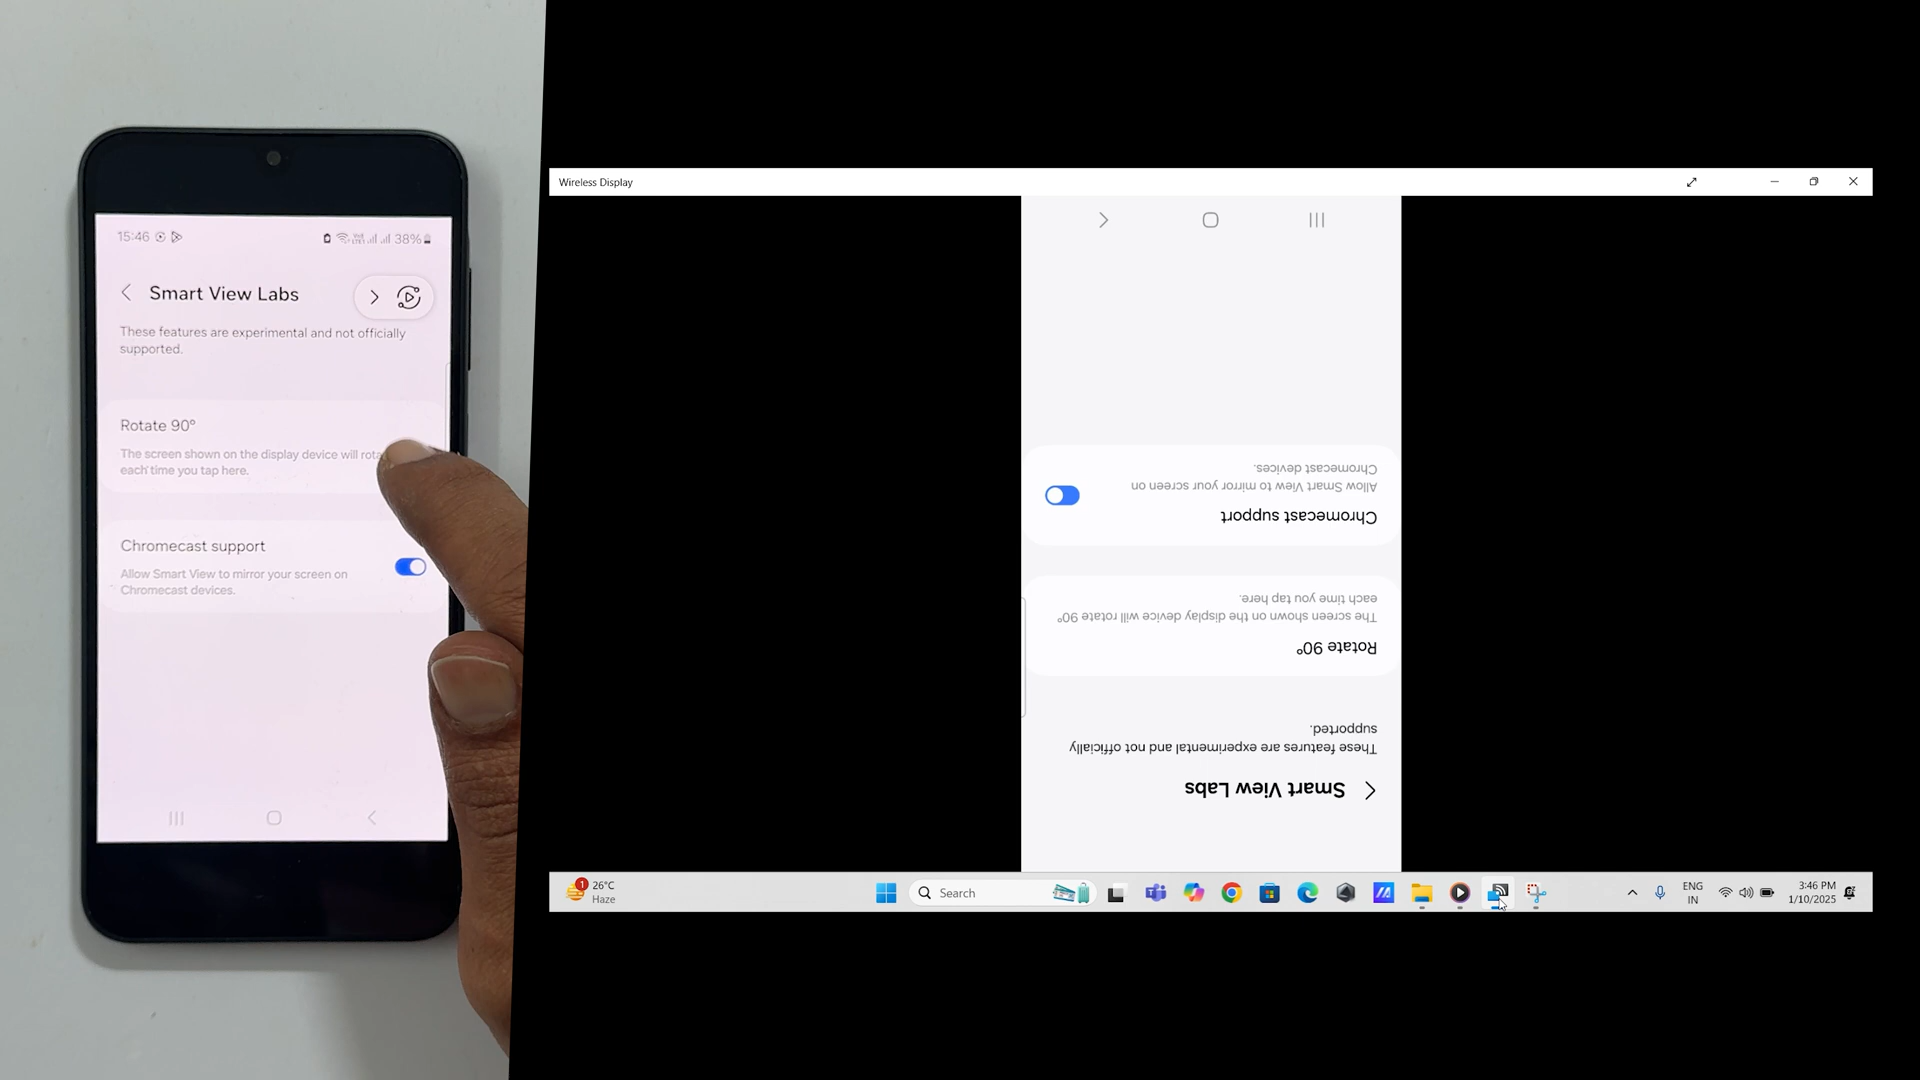 15:46
38%
Smart View Labs
These features are experimental and not officially
supported.
Rotate 90°
The screen shown on the display device will
each time you tap here.
Chromecast support
Allow Smart View to mirror your screen on
Chromecast devices.
Wireless Display
Smart View Labs
These features are experimental and not officially
supported.
Rotate 90°
The screen shown on the display device will rotate 90°
each time you tap here.
Chromecast support
Allow Smart View to mirror your screen on
Chromecast devices.
1
26°C
Haze
Search
ENG
IN
3:46 PM
1/10/2025